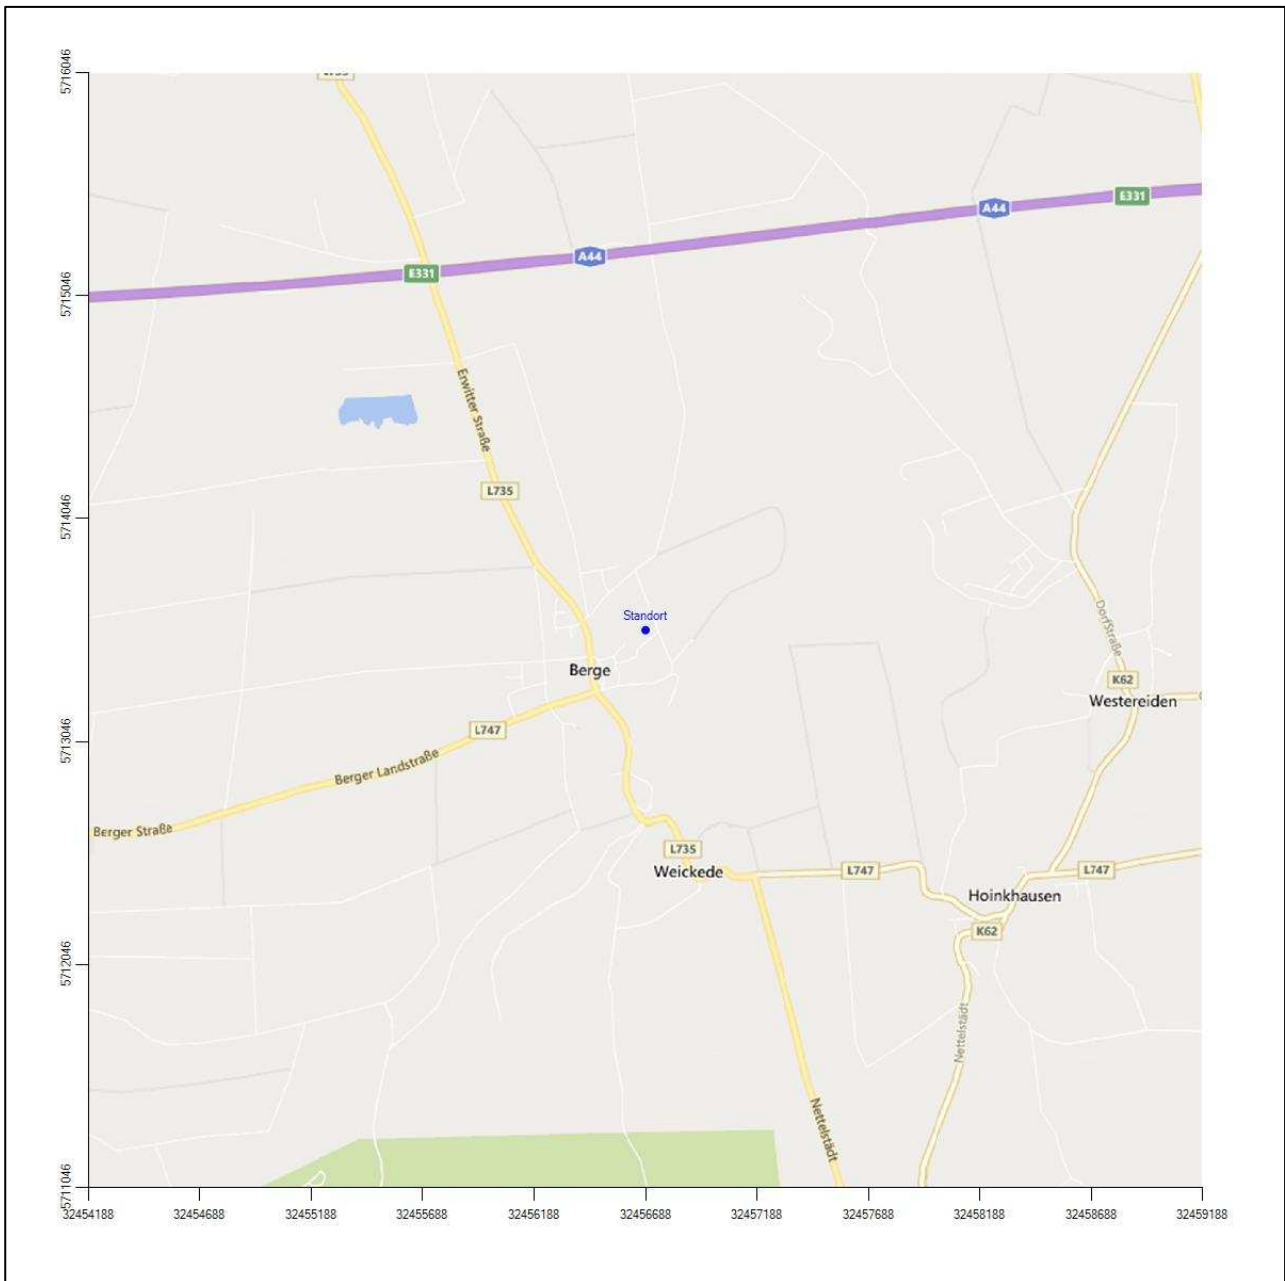 5716046
E331
A44
A44
E331
5715046
Erwitter Straße
L735
5714046
Standort
Dorfstraße
Berge
K62
Westereiden
L747
5713046
Berger Landstraße
Berger Straße
L735
Weickede
L747
L747
Hoinkhausen
K62
5712046
Nettelstädt
Nettelstädt
5711046
32454188
32454688
32455188
32455688
32456188
32456688
32457188
32457688
32458188
32458688
32459188